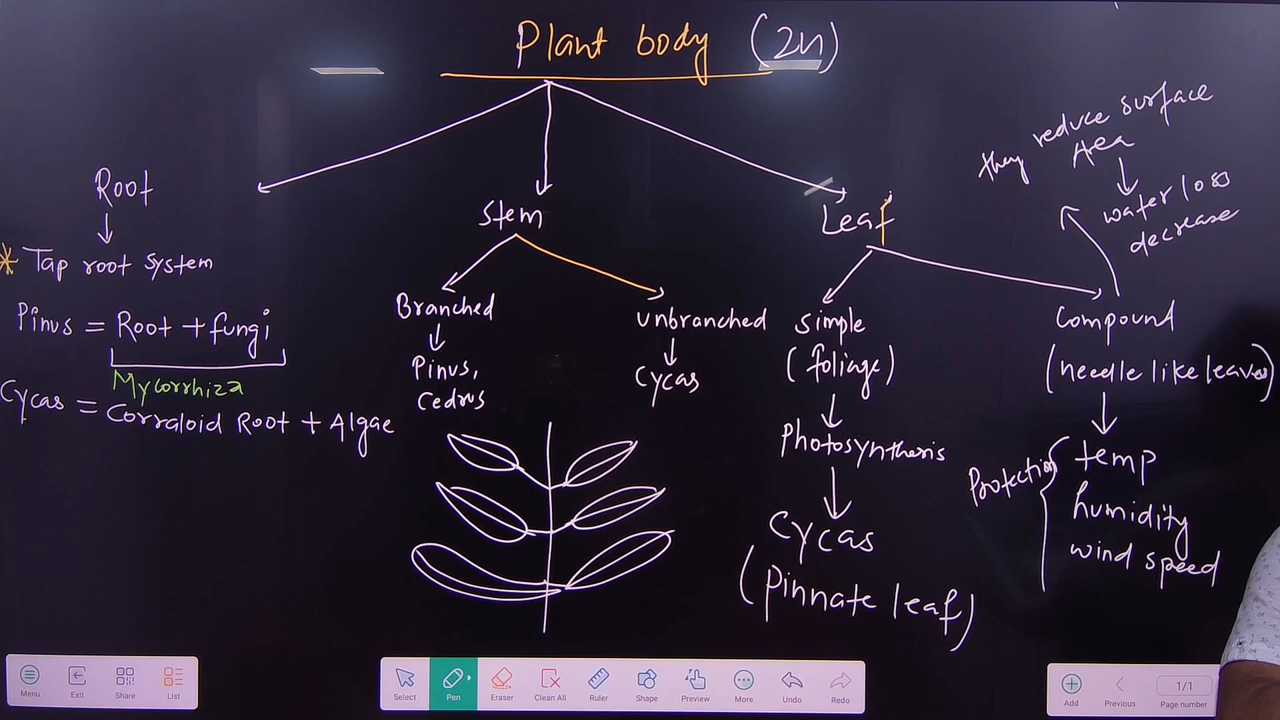 Plant body (2n)
Root
Tap root system
Pinus = Root + fungi
Mycorrhiza
Cycas = Corraloid Root + Algae
Stem
Branched
Pinus,
Cedrus
unbranched
Cycas
Leaf
simple
(foliage)
Photosynthesis
Cycas
(Pinnate leaf)
they reduce surface
Area
water loss
decrease
compound
(needle like leaves)
Protection
temp
humidity
wind speed
Menu
Exit
Share
List
Select
Pen
Eraser
Clean All
Ruler
Shape
Preview
More
Undo
Redo
Add
Previous
1/1
Page number